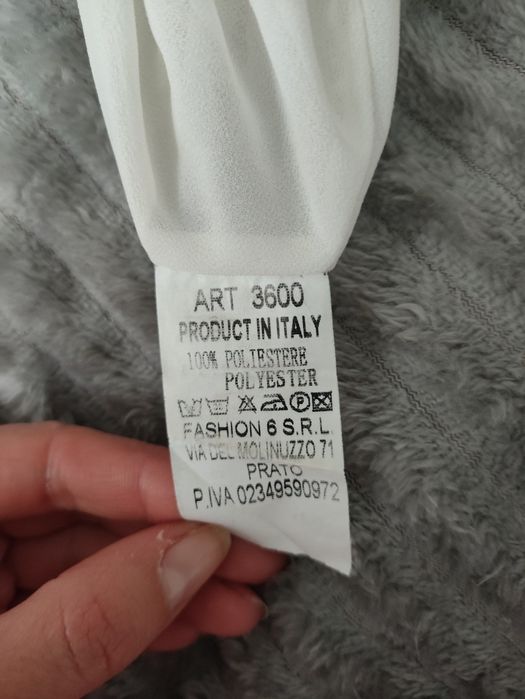 ART 3600
PRODUCT IN ITALY
100% POLIESTERE
POLYESTER
FASHION 6 S.R.L.
VIA DEL MOLINUZZO 71
PRATO
P.IVA 02349590972